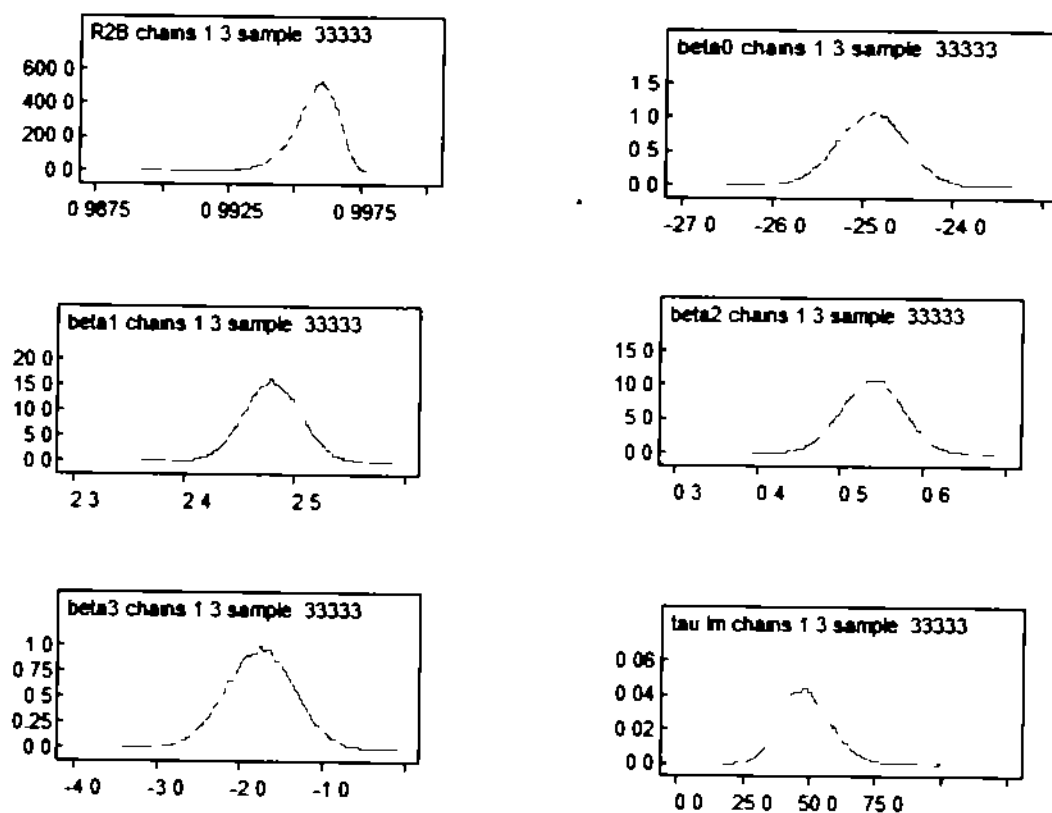 R2B chains 1 3 sample 33333
600 0
400 0
200 0
0 0
0 9875 0 9925 0 9975
beta0 chains 1 3 sample 33333
1 5
1 0
0 5
0 0
-27 0 -26 0 -25 0 -24 0
beta1 chains 1 3 sample 33333
20 0
15 0
10 0
5 0
0 0
2 3 2 4 2 5
beta2 chains 1 3 sample 33333
15 0
10 0
5 0
0 0
0 3 0 4 0 5 0 6
beta3 chains 1 3 sample 33333
1 0
0 75
0 5
0.25
0 0
-4 0 -3 0 -2 0 -1 0
tau lm chains 1 3 sample 33333
0 06
0 04
0 02
0 0
0 0 25 0 50 0 75 0